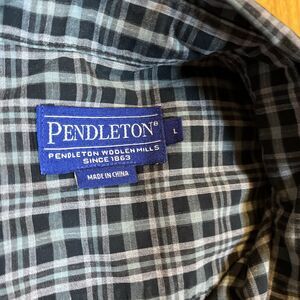 PENDLETON®
L
PENDLETON WOOLEN MILLS
SINCE 1863
MADE IN CHINA